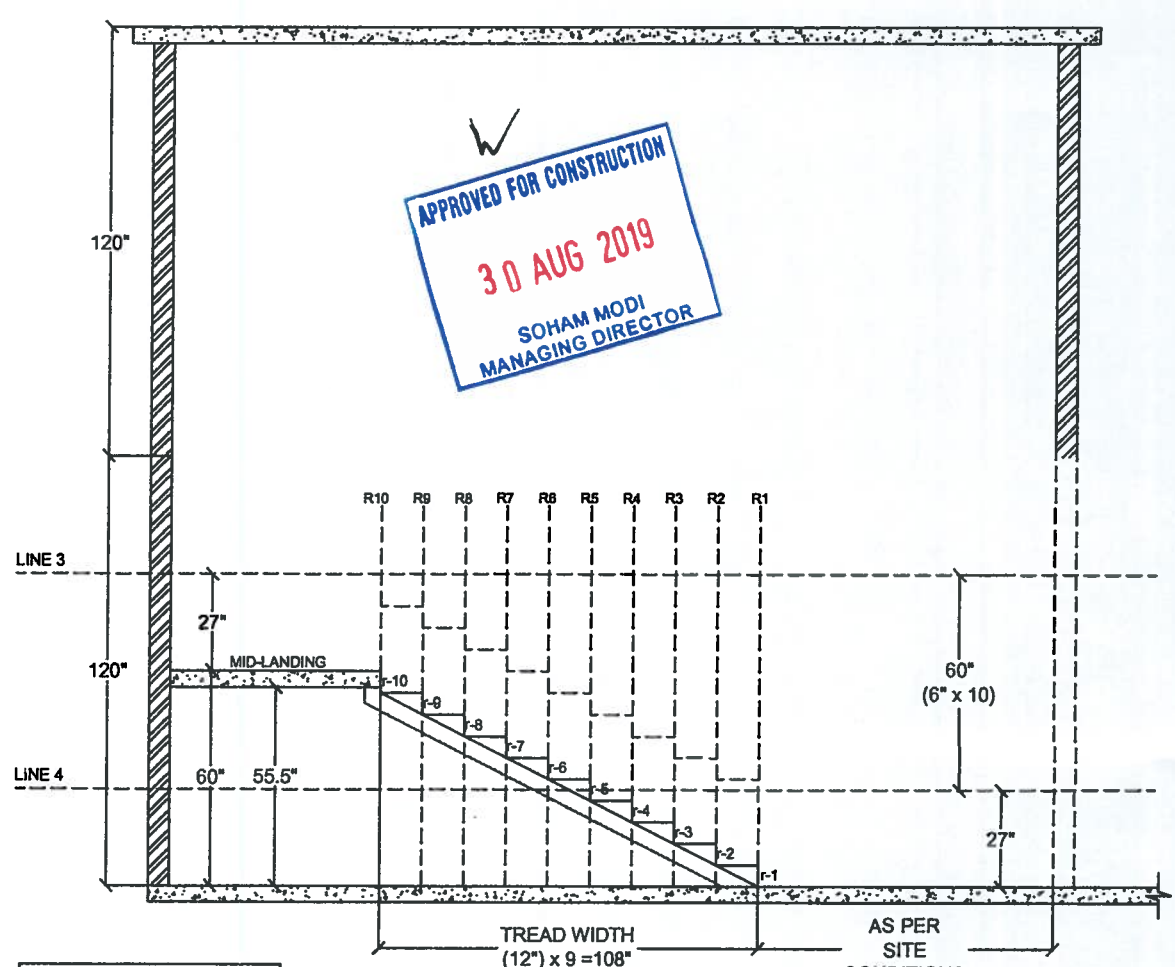 APPROVED FOR CONSTRUCTION
30 AUG 2019
SOHAM MODI
MANAGING DIRECTOR
120"
R10 R9 R8 R7 R6 R5 R4 R3 R2 R1
LINE 3
27"
MID-LANDING
120"
60"
(6" x 10)
r-10
r-9
r-8
r-7
r-6
r-5
r-4
r-3
r-2
r-1
LINE 4
60"
55.5"
27"
TREAD WIDTH
(12") x 9 =108"
AS PER
SITE